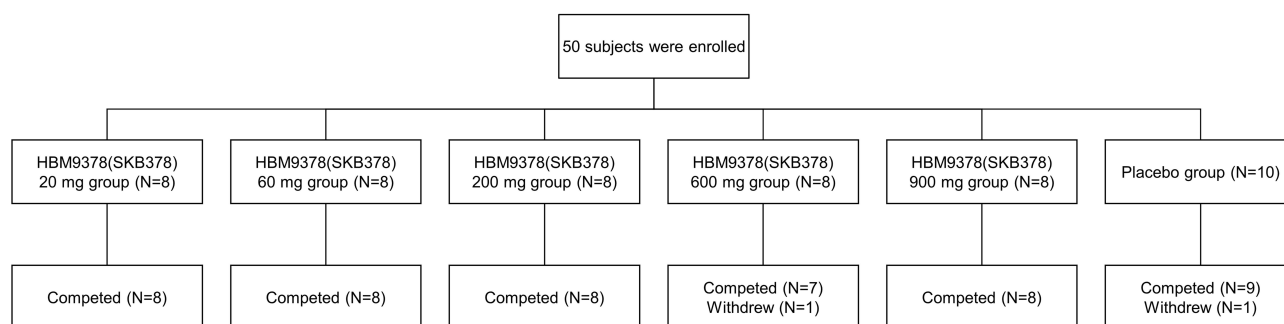 50 subjects were enrolled
HBM9378(SKB378)
20 mg group (N=8)
HBM9378(SKB378)
60 mg group (N=8)
HBM9378(SKB378)
200 mg group (N=8)
HBM9378(SKB378)
600 mg group (N=8)
HBM9378(SKB378)
900 mg group (N=8)
Placebo group (N=10)
Competed (N=8)
Competed (N=8)
Competed (N=8)
Competed (N=7)
Withdrew (N=1)
Competed (N=8)
Competed (N=9)
Withdrew (N=1)